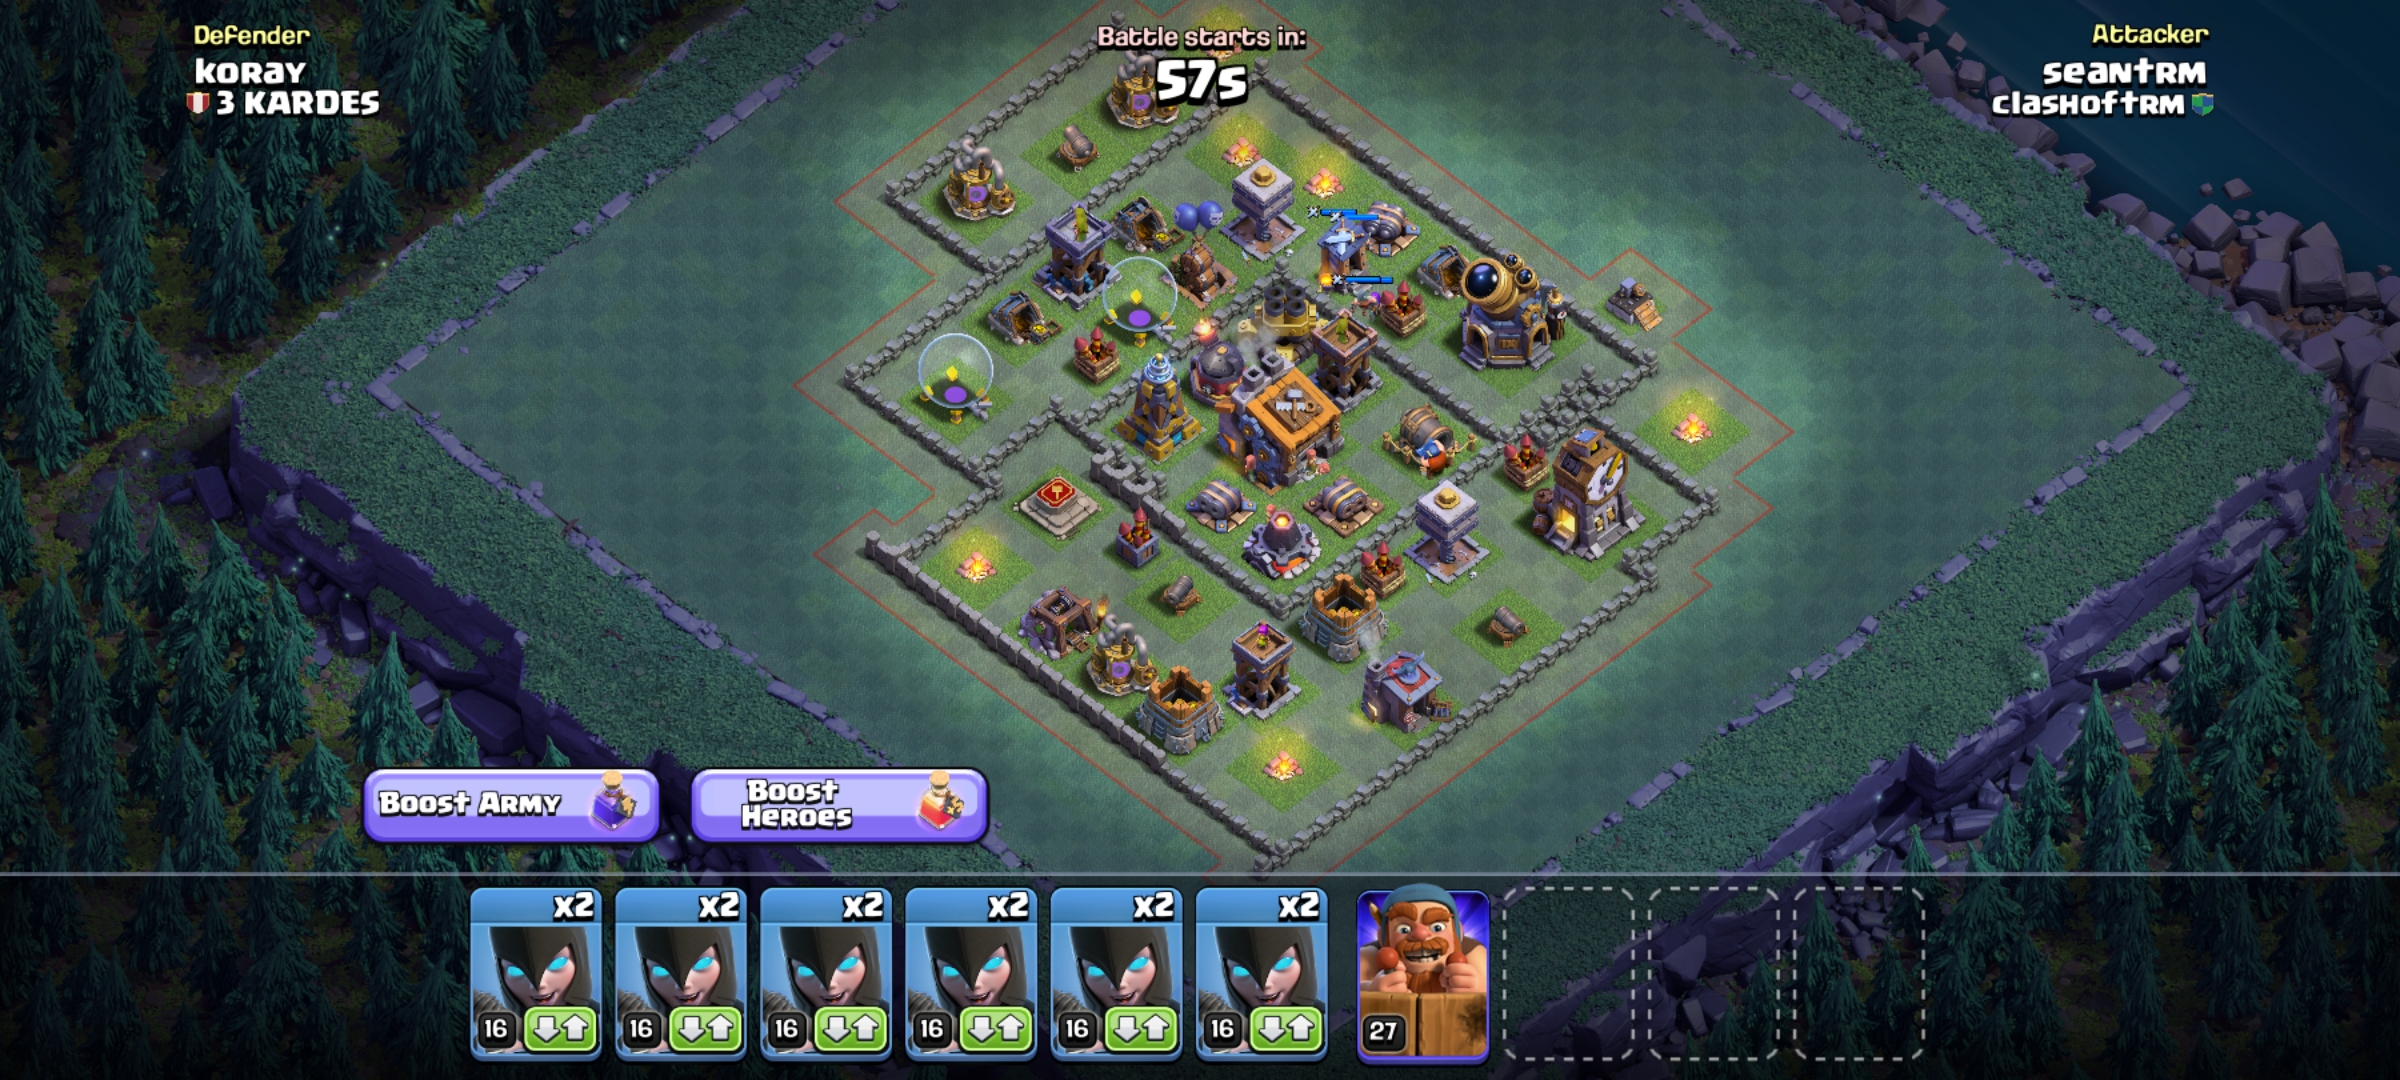 Defender
koray
3 KARDES
Battle starts in:
57s
Attacker
seantRM
clashoftRM
Boost Army
Boost
Heroes
x2
x2
x2
x2
x2
x2
16
16
16
16
16
16
27